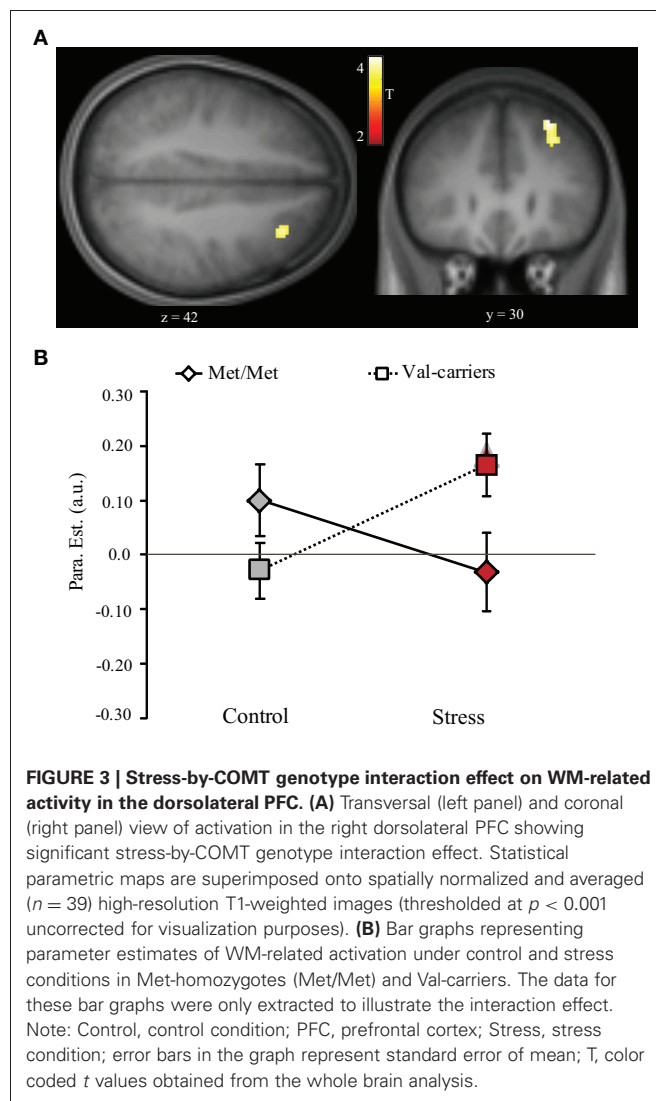 A
4
T
2
z = 42
y = 30
B
Met/Met
Val-carriers
0.30
0.20
0.10
0.0
-0.10
-0.20
-0.30
Para. Est. (a.u.)
Control
Stress
FIGURE 3 | Stress-by-COMT genotype interaction effect on WM-related
activity in the dorsolateral PFC. (A) Transversal (left panel) and coronal
(right panel) view of activation in the right dorsolateral PFC showing
significant stress-by-COMT genotype interaction effect. Statistical
parametric maps are superimposed onto spatially normalized and averaged
(n = 39) high-resolution T1-weighted images (thresholded at p < 0.001
uncorrected for visualization purposes). (B) Bar graphs representing
parameter estimates of WM-related activation under control and stress
conditions in Met-homozygotes (Met/Met) and Val-carriers. The data for
these bar graphs were only extracted to illustrate the interaction effect.
Note: Control, control condition; PFC, prefrontal cortex; Stress, stress
condition; error bars in the graph represent standard error of mean; T, color
coded t values obtained from the whole brain analysis.